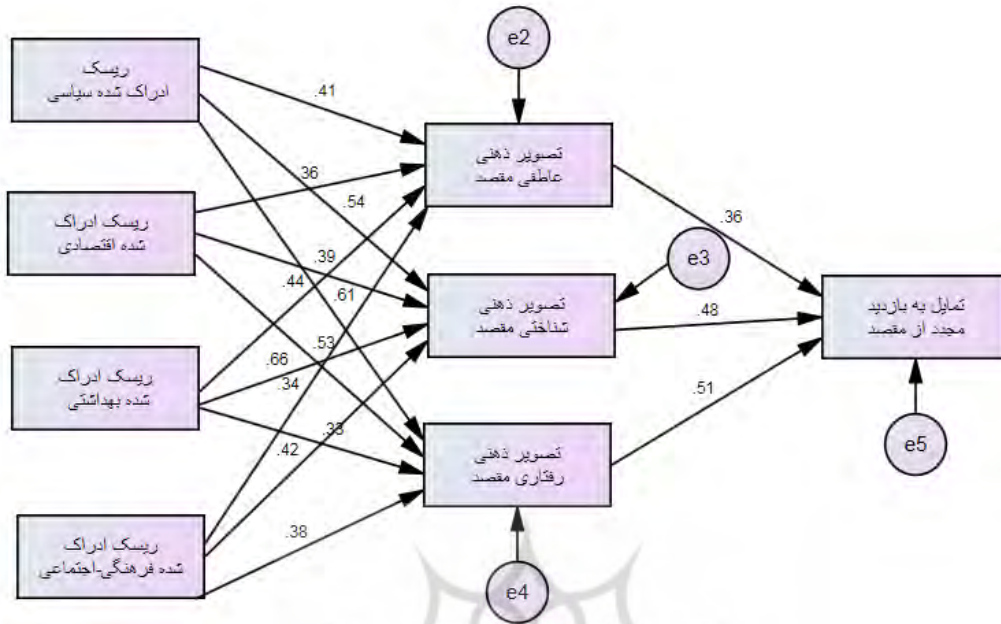 ریسک
ادراک شده سیاسی
ریسک ادراک
شده اقتصادی
ریسک ادراک
شده بهداشتی
ریسک ادراک
شده فرهنگی-اجتماعی
e2
تصویر ذهنی
عاطفی مقصد
e3
تصویر ذهنی
شناختی مقصد
تصویر ذهنی
رفتاری مقصد
e4
تمایل به بازدید
مجدد از مقصد
e5
.41
.36
.54
.39
.44
.61
.53
.66
.34
.33
.42
.38
.36
.48
.51